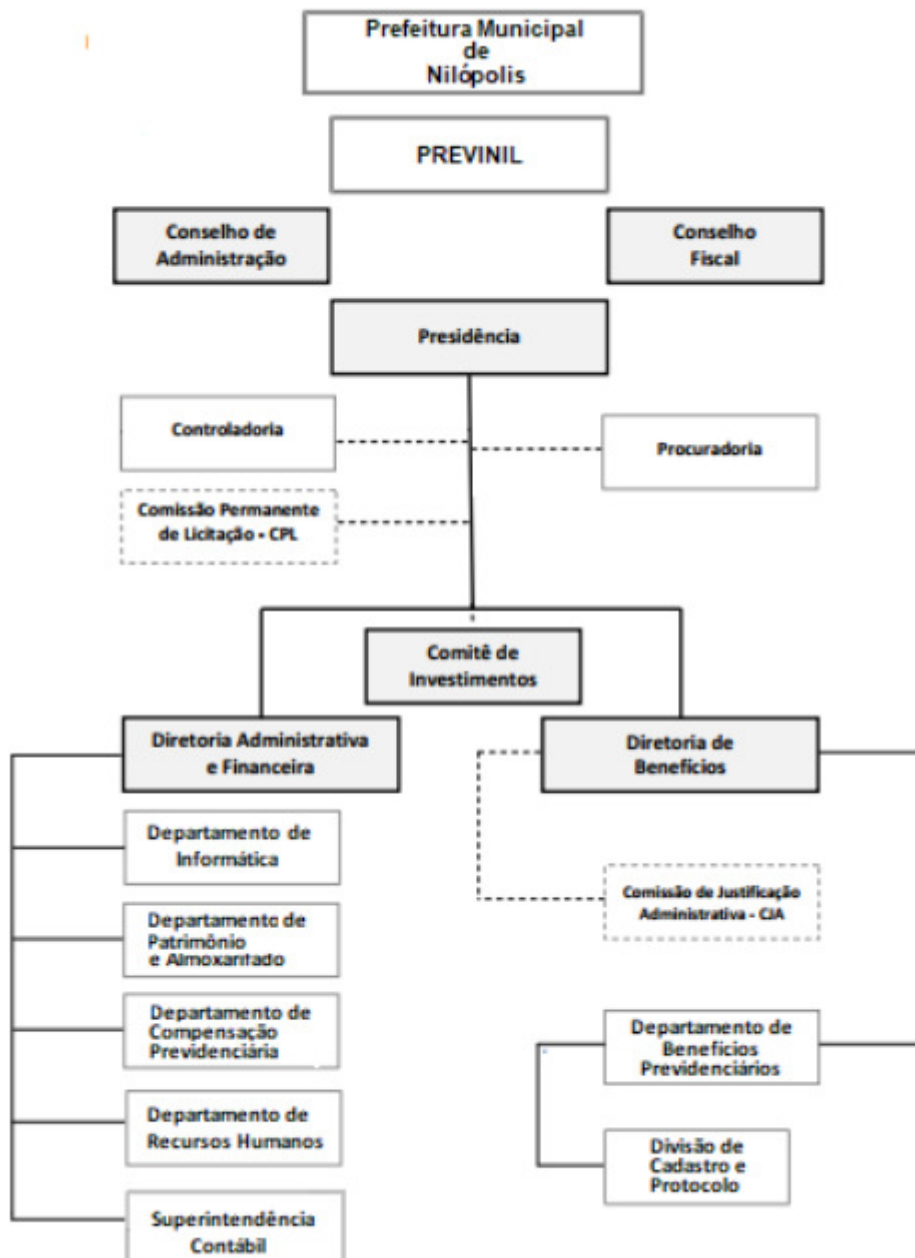 Prefeitura Municipal
de
Nilópolis
PREVINIL
Conselho de
Administração
Conselho
Fiscal
Presidência
Controladoria
Procuradoria
Comissão Permanente
de Licitação - CPL
Comitê de
Investimentos
Diretoria Administrativa
e Financeira
Diretoria de
Benefícios
Departamento de
Informática
Comissão de Justificação
Administrativa - CJA
Departamento de
Patrimônio
e Almoxarifado
Departamento de
Compensação
Previdenciária
Departamento de
Benefícios
Previdenciários
Departamento de
Recursos Humanos
Divisão de
Cadastro e
Protocolo
Superintendência
Contábil